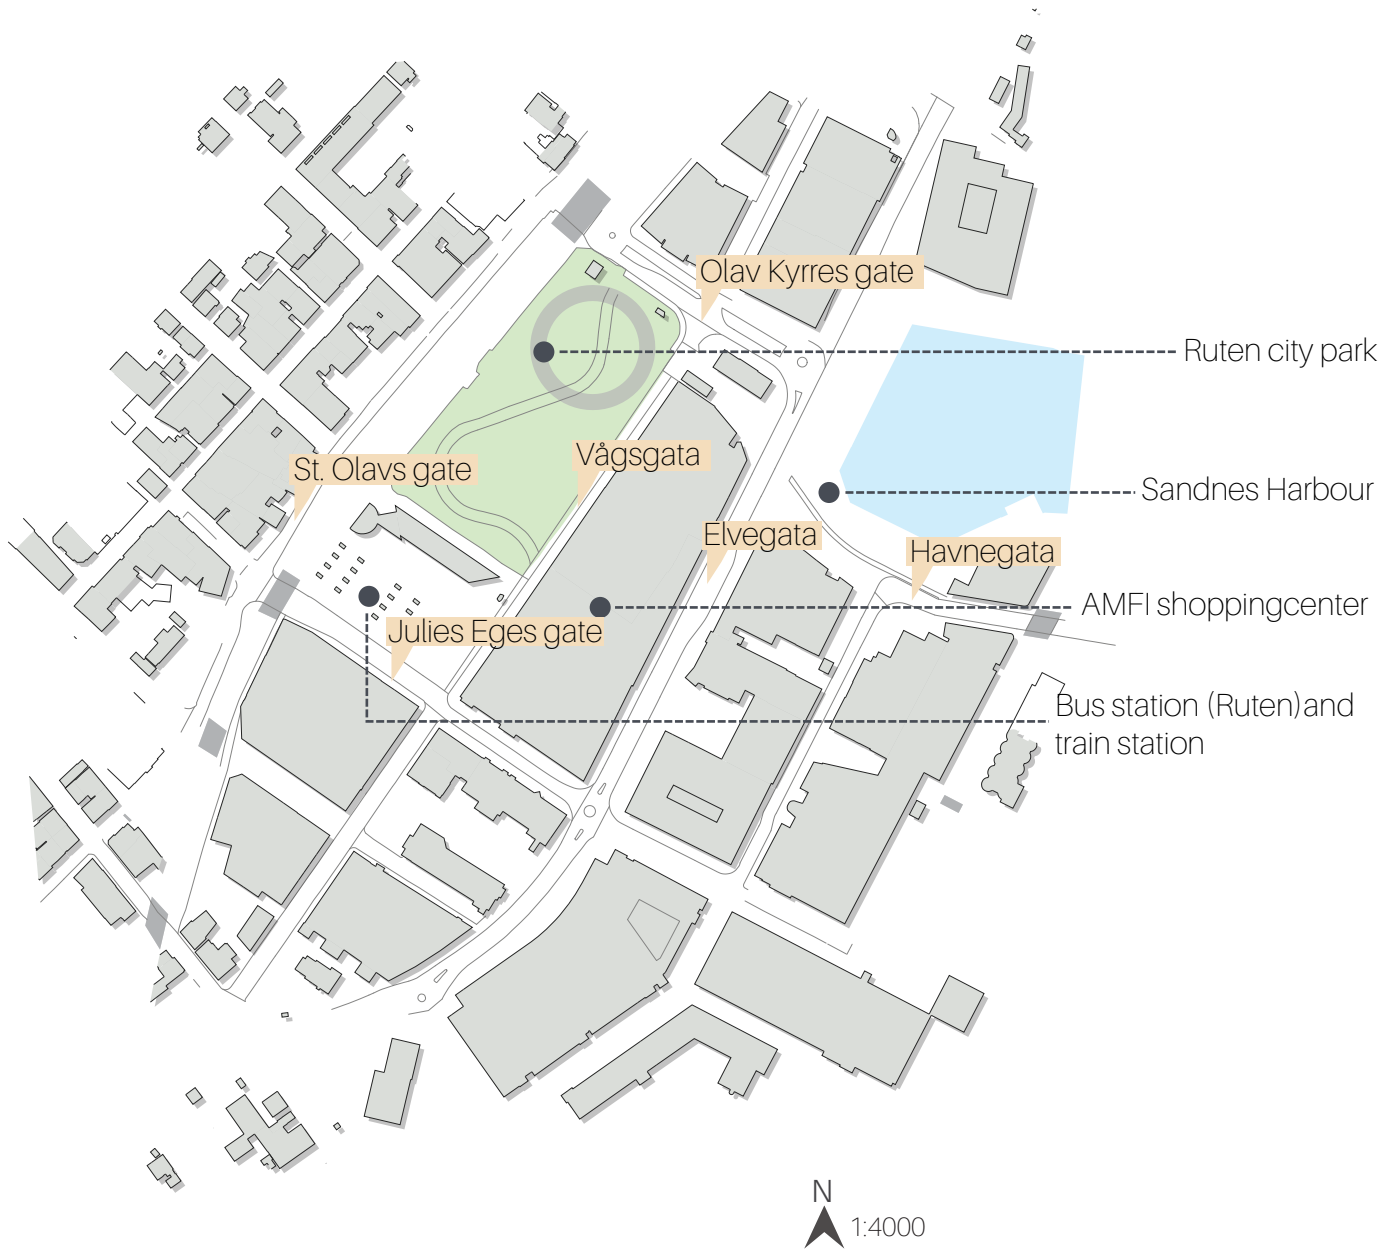 Olav Kyrres gate
Ruten city park
Vågsgata
St. Olavs gate
Sandnes Harbour
Elvegata
Havnegata
AMFI shoppingcenter
Julies Eges gate
Bus station (Ruten) and
train station
N
1:4000